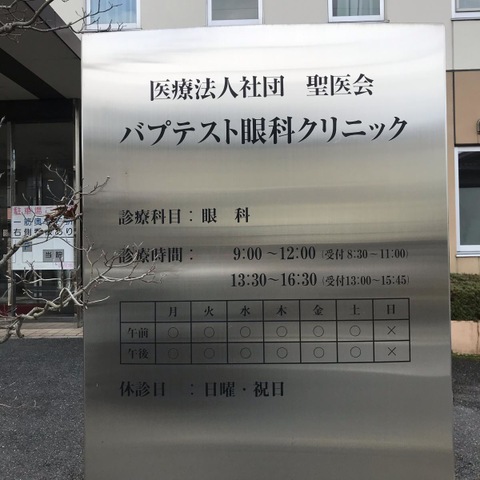 医療法人社団 聖医会
バプテスト眼科クリニック
診療科目：眼 科
診療時間： 9:00～12:00（受付 8:30～11:00）
13:30～16:30（受付13:00～15:45）
月 火 水 木 金 土 日
午前 ○ ○ ○ ○ ○ ○ ×
午後 ○ ○ ○ ○ ○ ○ ×
休診日 ：日曜・祝日
右側